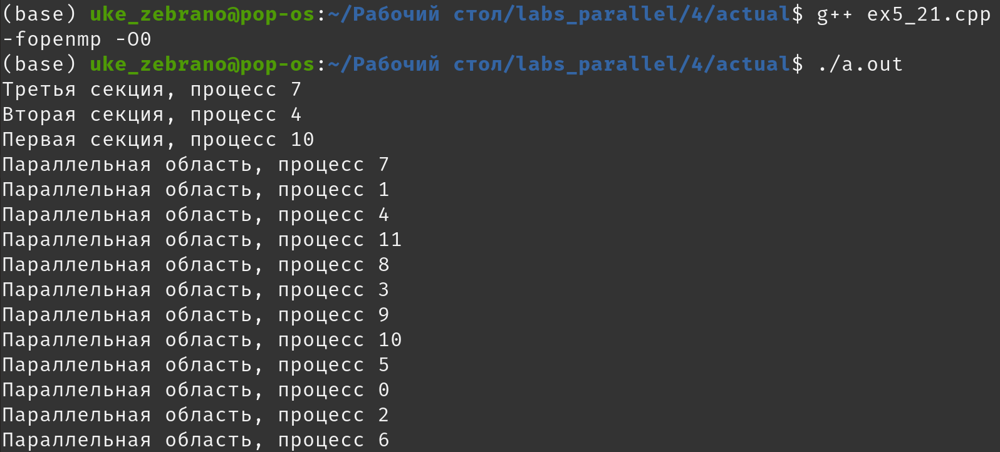 (base) uke_zebrano@pop-os:~/Рабочий стол/labs_parallel/4/actual$ g++ ex5_21.cpp
-fopenmp -O0
(base) uke_zebrano@pop-os:~/Рабочий стол/labs_parallel/4/actual$ ./a.out
Третья секция, процесс 7
Вторая секция, процесс 4
Первая секция, процесс 10
Параллельная область, процесс 7
Параллельная область, процесс 1
Параллельная область, процесс 4
Параллельная область, процесс 11
Параллельная область, процесс 8
Параллельная область, процесс 3
Параллельная область, процесс 9
Параллельная область, процесс 10
Параллельная область, процесс 5
Параллельная область, процесс 0
Параллельная область, процесс 2
Параллельная область, процесс 6